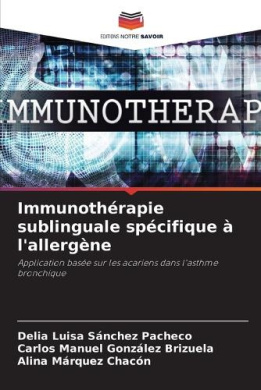 EDITIONS NOTRE SAVOIR
IMMUNOTHERAP
Immunothérapie
sublinguale spécifique à
l'allergène
Application basée sur les acariens dans l'asthme
bronchique
Delia Luisa Sánchez Pacheco
Carlos Manuel González Brizuela
Alina Márquez Chacón